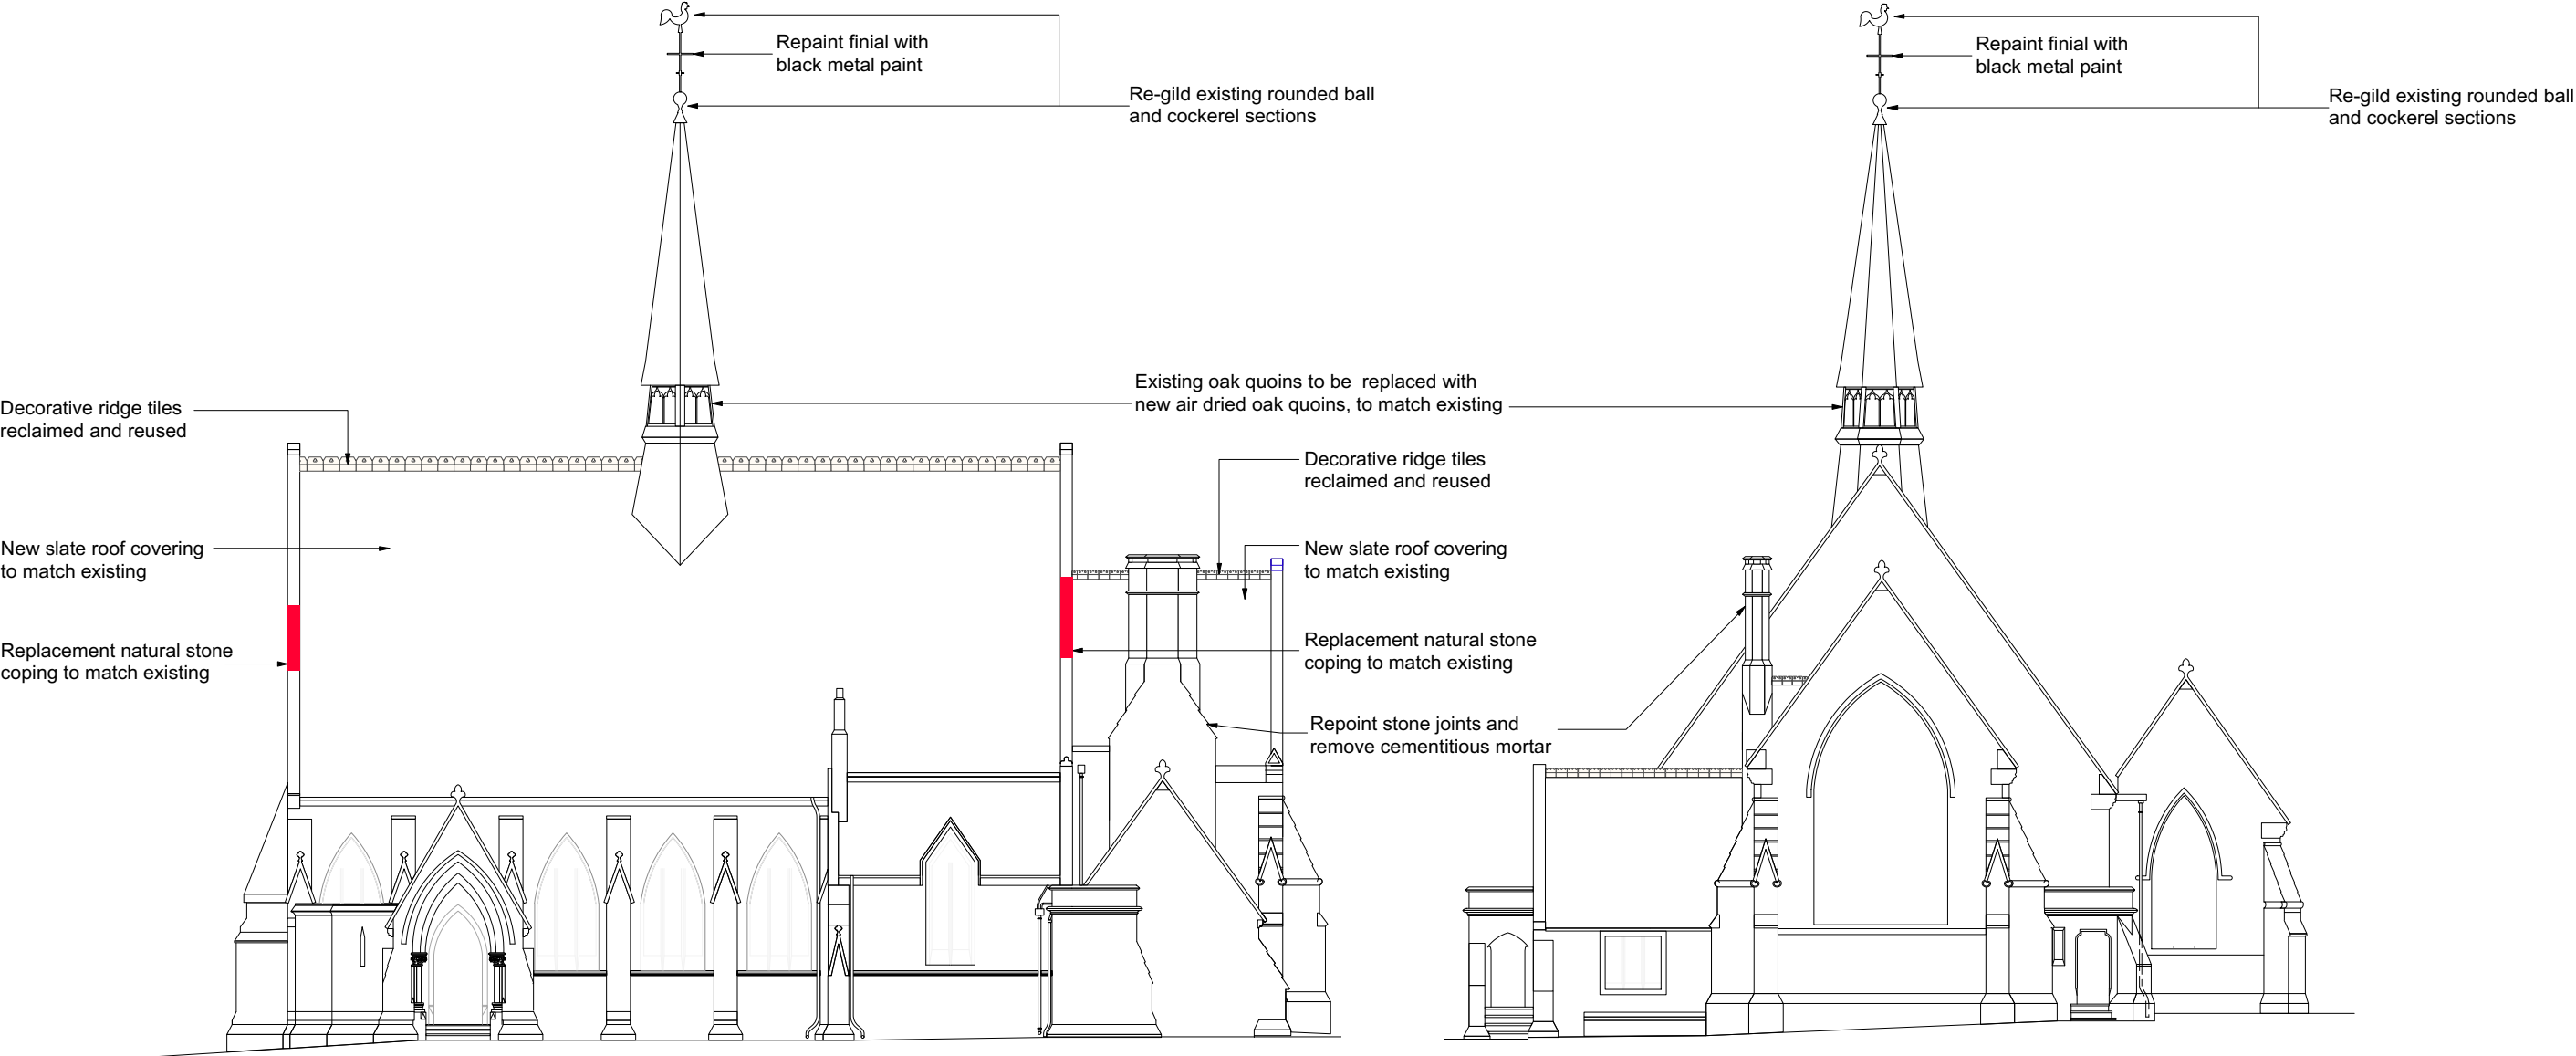 Repaint finial with
black metal paint
Re-gild existing rounded ball
and cockerel sections
Repaint finial with
black metal paint
Re-gild existing rounded ball
and cockerel sections
Existing oak quoins to be  replaced with
new air dried oak quoins, to match existing
Decorative ridge tiles
reclaimed and reused
New slate roof covering
to match existing
Replacement natural stone
coping to match existing
Decorative ridge tiles
reclaimed and reused
New slate roof covering
to match existing
Replacement natural stone
coping to match existing
Repoint stone joints and
remove cementitious mortar